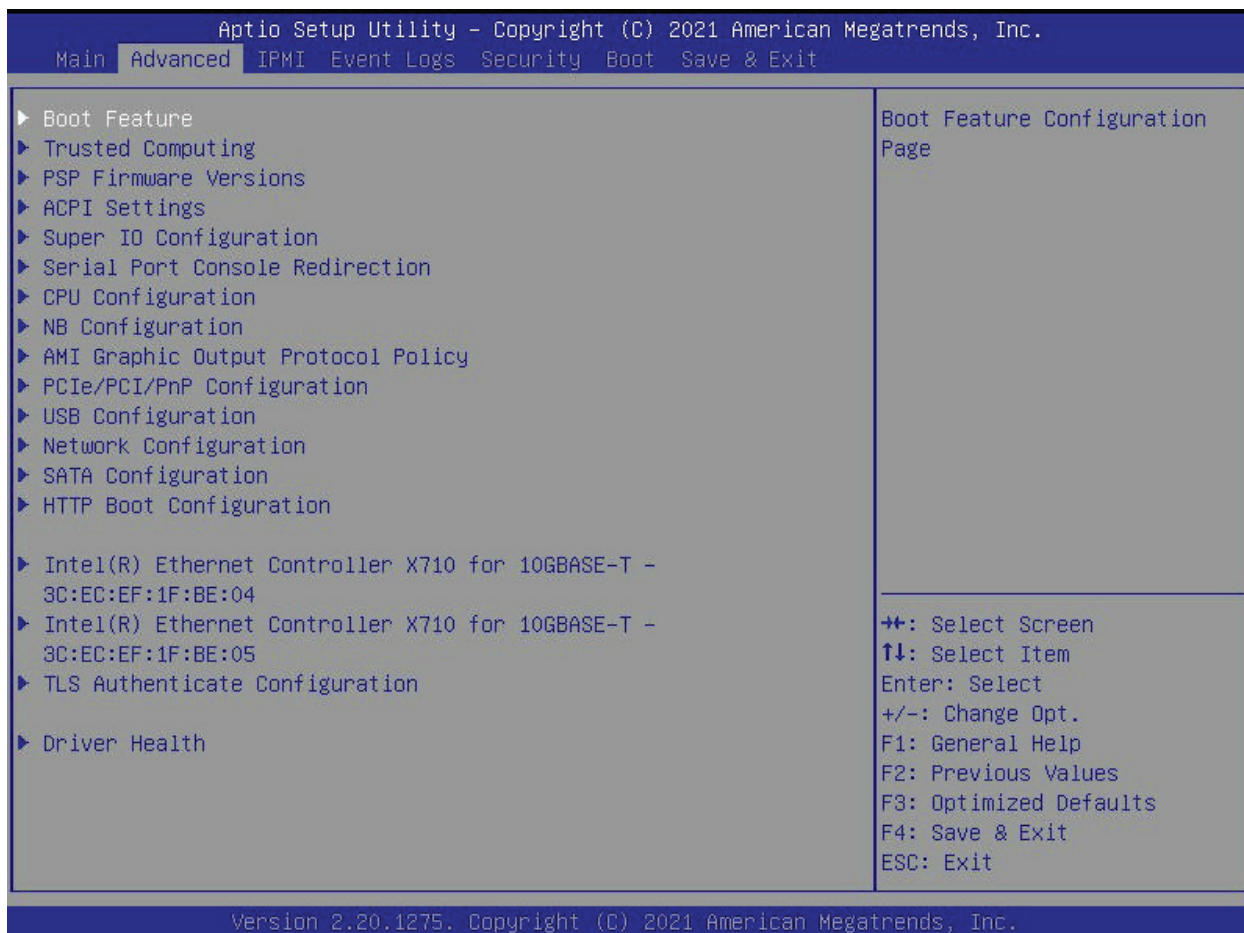 Aptio Setup Utility – Copyright (C) 2021 American Megatrends, Inc.
Main Advanced IPMI Event Logs Security Boot Save & Exit
Boot Feature
Trusted Computing
PSP Firmware Versions
ACPI Settings
Super IO Configuration
Serial Port Console Redirection
CPU Configuration
NB Configuration
AMI Graphic Output Protocol Policy
PCIe/PCI/PnP Configuration
USB Configuration
Network Configuration
SATA Configuration
HTTP Boot Configuration
Intel(R) Ethernet Controller X710 for 10GBASE-T –
3C:EC:EF:1F:BE:04
Intel(R) Ethernet Controller X710 for 10GBASE-T –
3C:EC:EF:1F:BE:05
TLS Authenticate Configuration
Driver Health
Boot Feature Configuration
Page
→←: Select Screen
↑↓: Select Item
Enter: Select
+/-: Change Opt.
F1: General Help
F2: Previous Values
F3: Optimized Defaults
F4: Save & Exit
ESC: Exit
Version 2.20.1275. Copyright (C) 2021 American Megatrends, Inc.